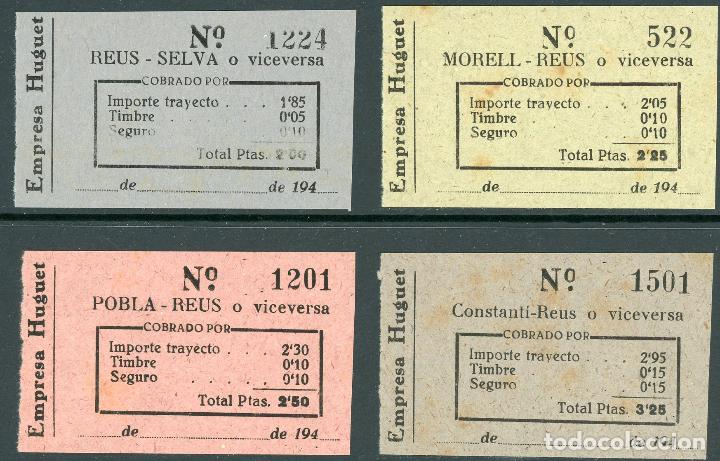 Empresa Huguet
Nº 1224
REUS - SELVA o viceversa
COBRADO POR
Importe trayecto . . . 1'85
Timbre . . . 0'05
Seguro . . . 0'10
Total Ptas. 2'00
de de 194
Empresa Huguet
Nº 522
MORELL - REUS o viceversa
COBRADO POR
Importe trayecto . . . 2'05
Timbre . . . 0'10
Seguro . . . 0'10
Total Ptas. 2'25
de de 194
Empresa Huguet
Nº 1201
POBLA - REUS o viceversa
COBRADO POR
Importe trayecto . . . 2'30
Timbre . . . 0'10
Seguro . . . 0'10
Total Ptas. 2'50
de de 194
Empresa Huguet
Nº 1501
Constantí-Reus o viceversa
COBRADO POR
Importe trayecto . . . 2'95
Timbre . . . 0'15
Seguro . . . 0'15
Total Ptas. 3'25
de de 194
todocoleccion.net